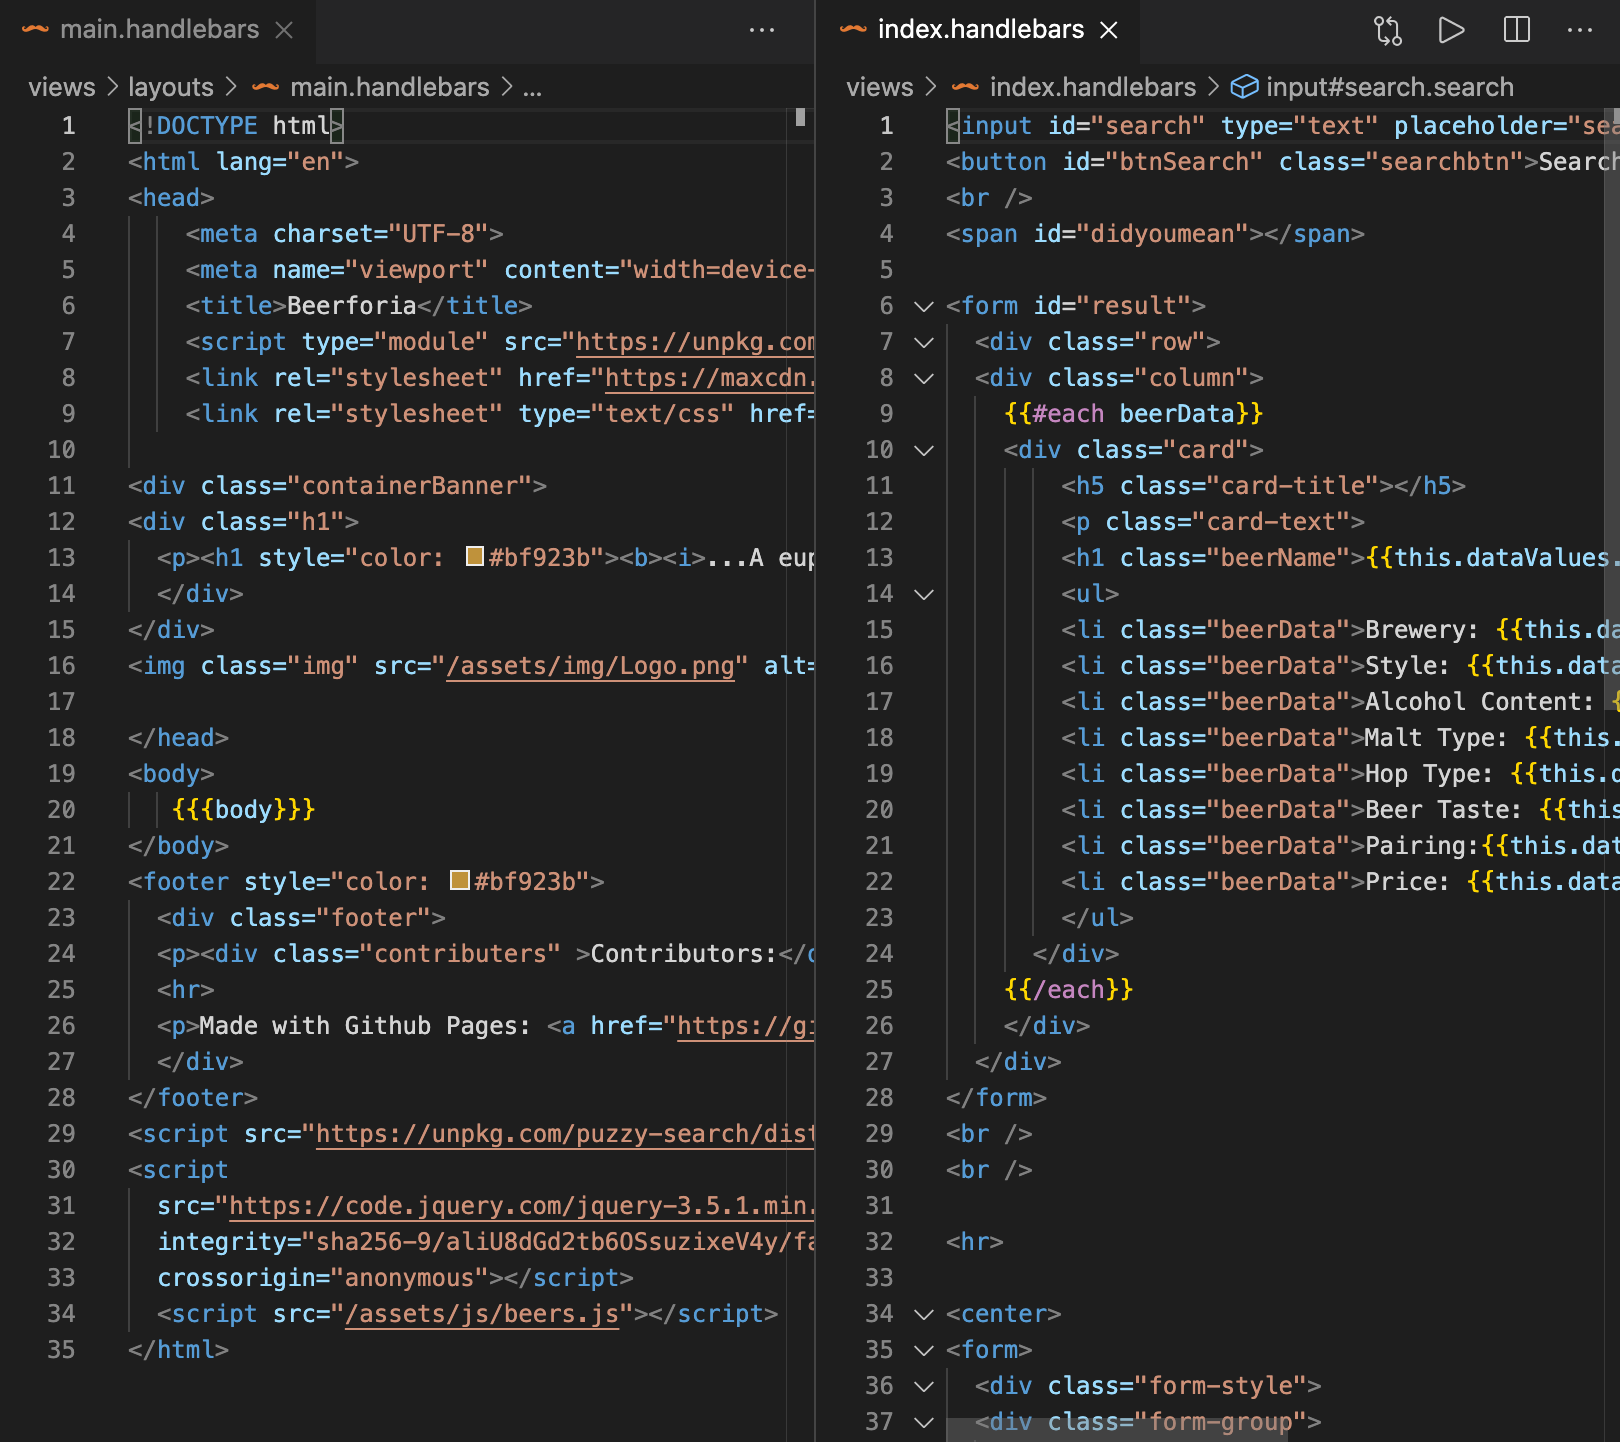 main.handlebars
views > layouts > main.handlebars > ...
1 <!DOCTYPE html>
2 <html lang="en">
3 <head>
4 <meta charset="UTF-8">
5 <meta name="viewport" content="width=device-
6 <title>Beerforia</title>
7 <script type="module" src="https://unpkg.com
8 <link rel="stylesheet" href="https://maxcdn.
9 <link rel="stylesheet" type="text/css" href=
10
11 <div class="containerBanner">
12 <div class="h1">
13 <p><h1 style="color: #bf923b"><b><i>...A eup
14 </div>
15 </div>
16 <img class="img" src="/assets/img/Logo.png" alt=
17
18 </head>
19 <body>
20 {{{body}}}
21 </body>
22 <footer style="color: #bf923b">
23 <div class="footer">
24 <p><div class="contributers" >Contributors:</d
25 <hr>
26 <p>Made with Github Pages: <a href="https://gi
27 </div>
28 </footer>
29 <script src="https://unpkg.com/puzzy-search/dist
30 <script
31 src="https://code.jquery.com/jquery-3.5.1.min.
32 integrity="sha256-9/aliU8dGd2tb6OSsuzixeV4y/fa
33 crossorigin="anonymous"></script>
34 <script src="/assets/js/beers.js"></script>
35 </html>
index.handlebars
views > index.handlebars > input#search.search
1 <input id="search" type="text" placeholder="sea
2 <button id="btnSearch" class="searchbtn">Search
3 <br />
4 <span id="didyoumean"></span>
5
6 <form id="result">
7 <div class="row">
8 <div class="column">
9 {{#each beerData}}
10 <div class="card">
11 <h5 class="card-title"></h5>
12 <p class="card-text">
13 <h1 class="beerName">{{this.dataValues.
14 <ul>
15 <li class="beerData">Brewery: {{this.da
16 <li class="beerData">Style: {{this.data
17 <li class="beerData">Alcohol Content: {
18 <li class="beerData">Malt Type: {{this.
19 <li class="beerData">Hop Type: {{this.d
20 <li class="beerData">Beer Taste: {{this
21 <li class="beerData">Pairing:{{this.dat
22 <li class="beerData">Price: {{this.data
23 </ul>
24 </div>
25 {{/each}}
26 </div>
27 </div>
28 </form>
29 <br />
30 <br />
31
32 <hr>
33
34 <center>
35 <form>
36 <div class="form-style">
37 <div class="form-group">